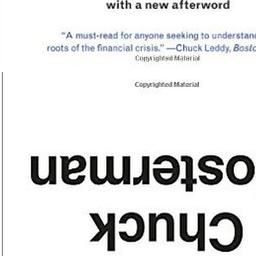 with a new afterword
"A must-read for anyone seeking to understand
roots of the financial crisis." —Chuck Leddy, Bosto
Copyrighted Material
Copyrighted Material
Chuck
osterman